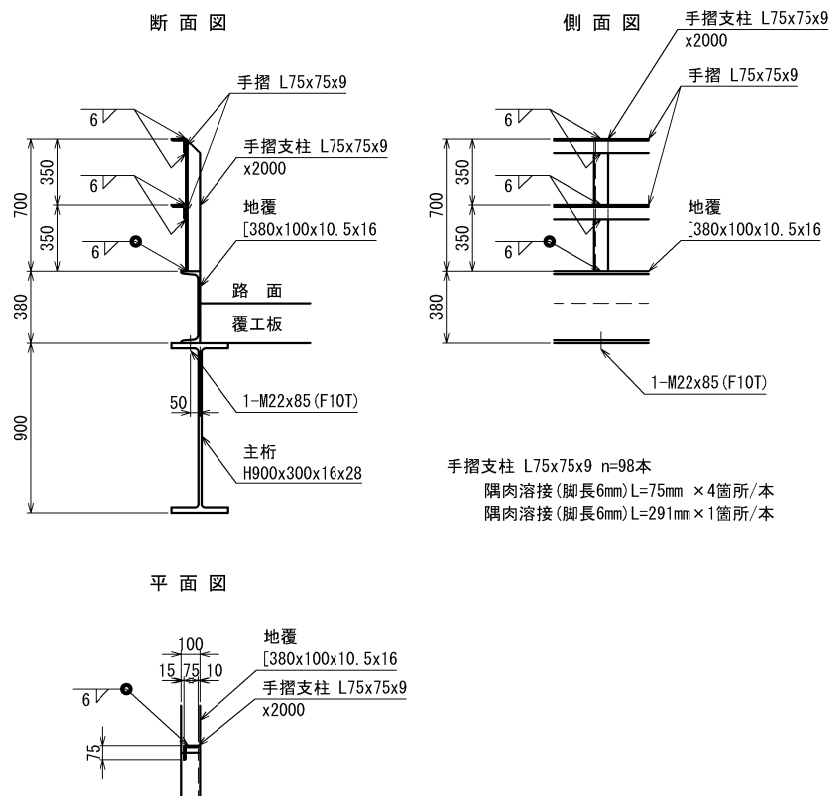 断面図
手摺 L75x75x9
6
手摺支柱 L75x75x9
x2000
6
地覆
[380x100x10.5x16
6
路 面
覆工板
700
350
350
380
900
50
1-M22x85(F10T)
主桁
H900x300x16x28
側面図
手摺支柱 L75x75x9
x2000
手摺 L75x75x9
6
6
地覆
[380x100x10.5x16
6
700
350
350
380
1-M22x85(F10T)
手摺支柱 L75x75x9 n=98本
隅肉溶接(脚長6mm)L=75mm ×4箇所/本
隅肉溶接(脚長6mm)L=291mm×1箇所/本
平面図
地覆
[380x100x10.5x16
100
15 75 10
手摺支柱 L75x75x9
x2000
6
75